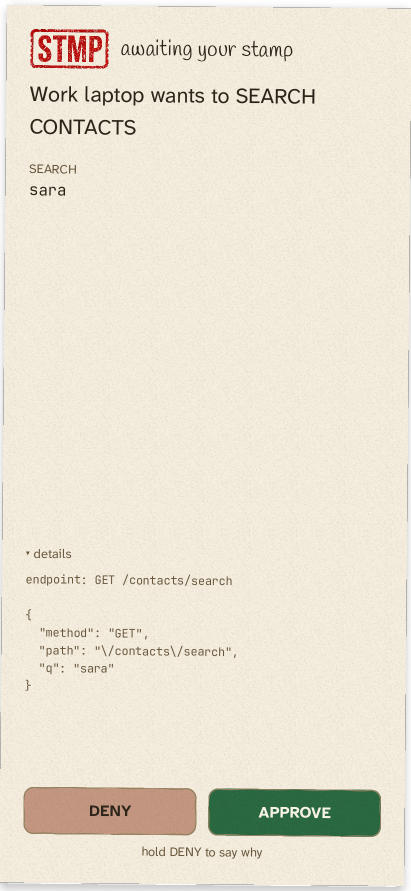 STMP awaiting your stamp
Work laptop wants to SEARCH
CONTACTS
SEARCH
sara
▾ details
endpoint: GET /contacts/search
{
  "method": "GET",
  "path": "\/contacts\/search",
  "q": "sara"
}
DENY APPROVE
hold DENY to say why